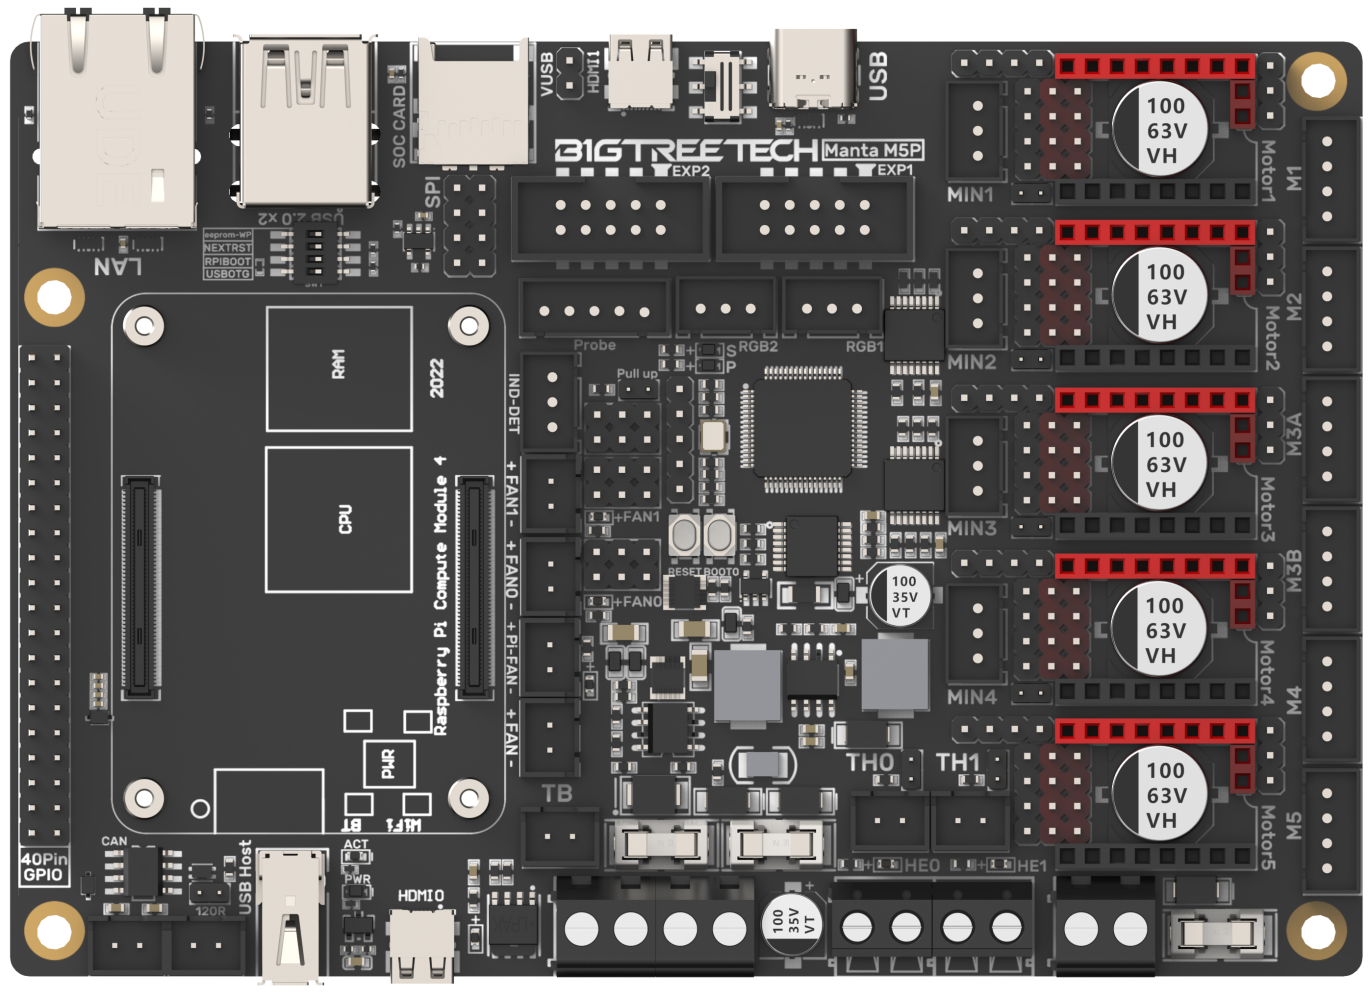 VUSB
HDMI1
USB
SOC CARD
BIGTREETECH Manta M5P
EXP2
EXP1
SPI
USB 2.0 x2
LAN
eeprom-WP
NEXTRST
RPIBOOT
USBOTG
MIN1
100
63V
VH
Motor1
M1
MIN2
100
63V
VH
Motor2
M2
MIN3
100
63V
VH
Motor3
M3A
MIN4
100
63V
VH
Motor4
M3B
M4
100
63V
VH
Motor5
M5
Probe
RGB2
RGB1
+ S
+ P
Pull up
IND-DET
+ FAN1 -
+ FAN0 -
+ Pi-FAN -
+ FAN -
+FAN1
+FAN0
RESET BOOT0
100
35V
VT
RAM
2022
CPU
Raspberry Pi Compute Module 4
PWR
BT
WiFi
TB
TH0
TH1
HE0
HE1
40Pin
GPIO
CAN
120R
USB Host
ACT
PWR
HDMI0
100
35V
VT